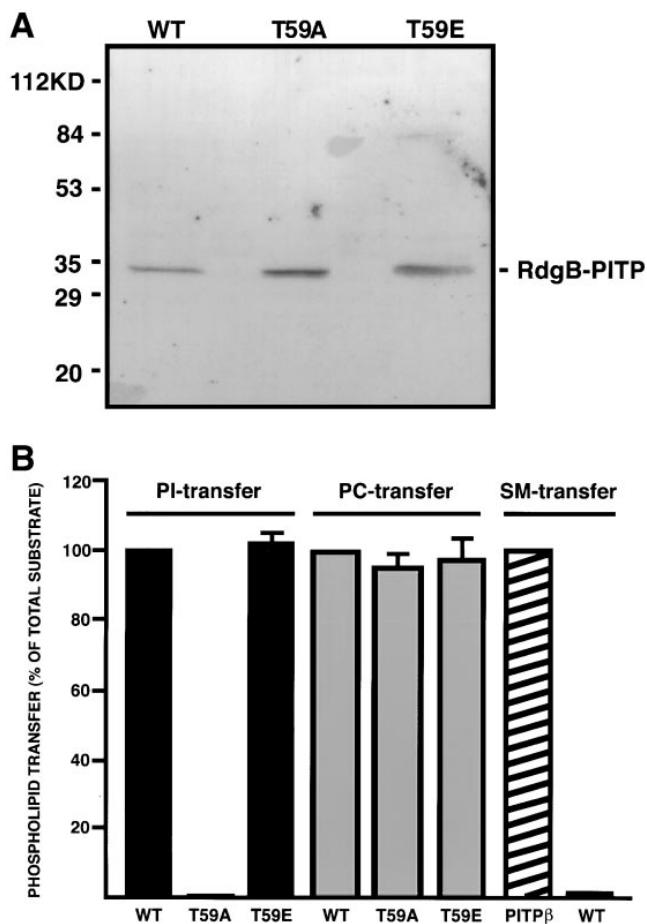 A
WT T59A T59E
112KD
84
53
35
29
20
RdgB-PITP
B
PHOSPHOLIPID TRANSFER (% OF TOTAL SUBSTRATE)
120
100
80
60
40
20
PI-transfer PC-transfer SM-transfer
WT T59A T59E WT T59A T59E PITPβ WT